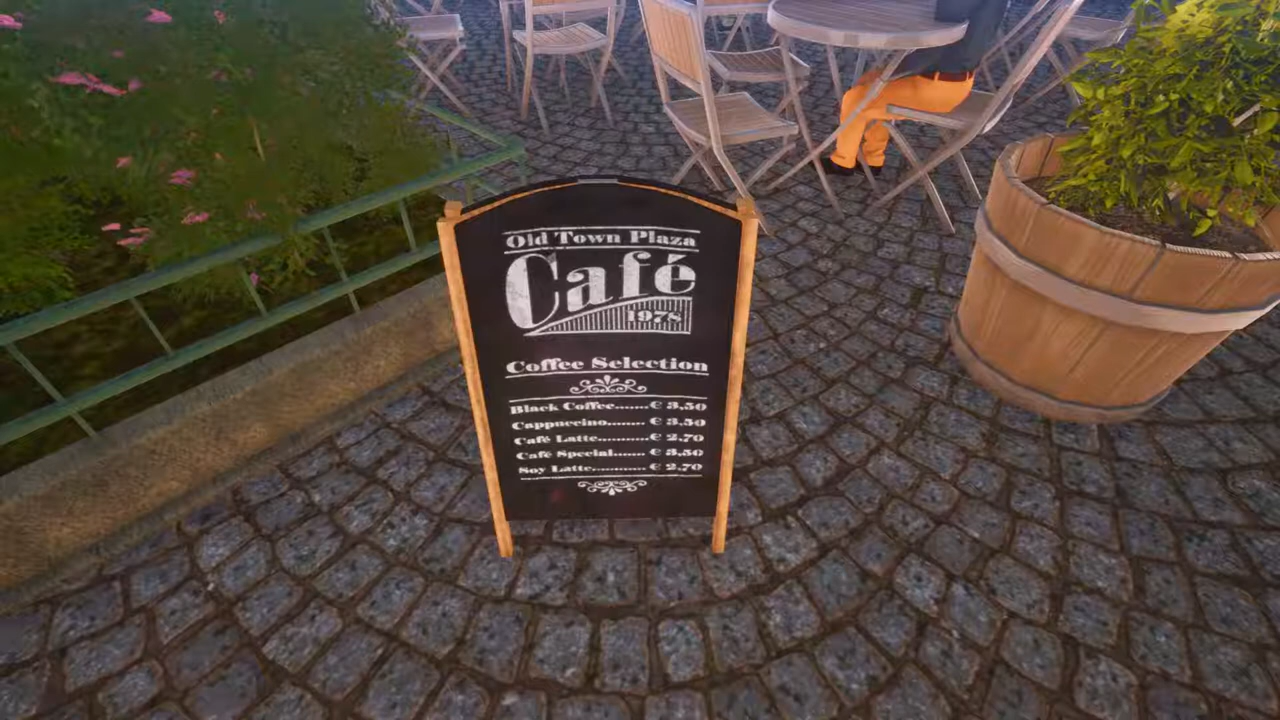 Old Town Plaza
Café
1978
Coffee Selection
Black Coffee.......€ 3,50
Cappuccino........ € 3,50
Café Latte............€ 2,70
Café Special.......€ 3,50
Soy Latte............€ 2,70